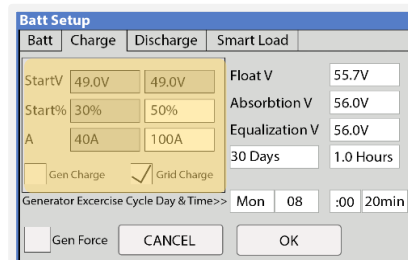 Batt Setup
Batt Charge Discharge Smart Load
StartV 49.0V 49.0V Float V 55.7V
Start% 30% 50% Absorbtion V 56.0V
A 40A 100A Equalization V 56.0V
30 Days 1.0 Hours
Gen Charge Grid Charge
Generator Excercise Cycle Day & Time>> Mon 08 :00 20min
Gen Force CANCEL OK